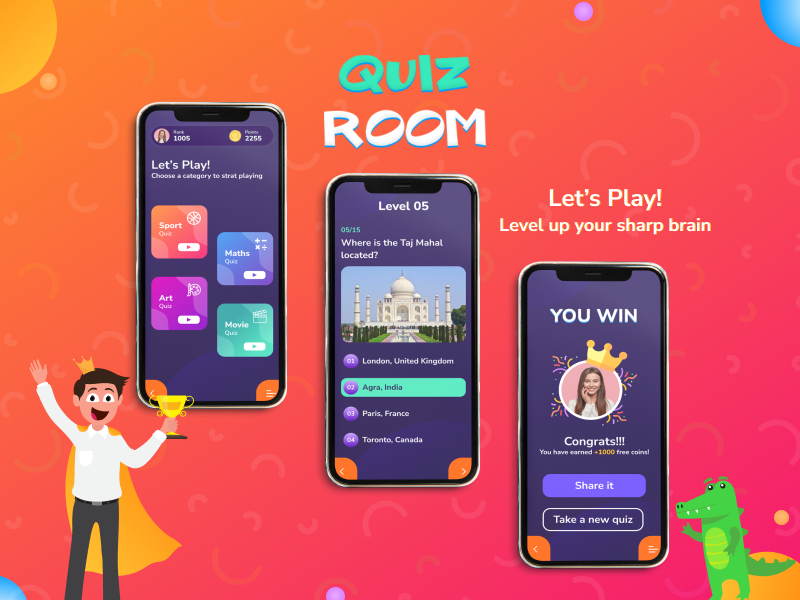 QUIZ
ROOM
Rank
1005
Points
2255
Let's Play!
Choose a category to strat playing
Sport
Quiz
Maths
Quiz
Art
Quiz
Movie
Quiz
Level 05
05/15
Where is the Taj Mahal
located?
01 London, United Kingdom
02 Agra, India
03 Paris, France
04 Toronto, Canada
Let's Play!
Level up your sharp brain
YOU WIN
Congrats!!!
You have earned +1000 free coins!
Share it
Take a new quiz